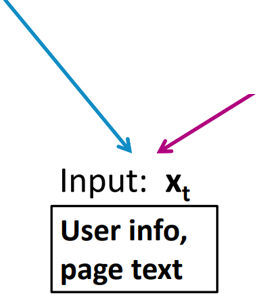 Input: xt
User info,
page text